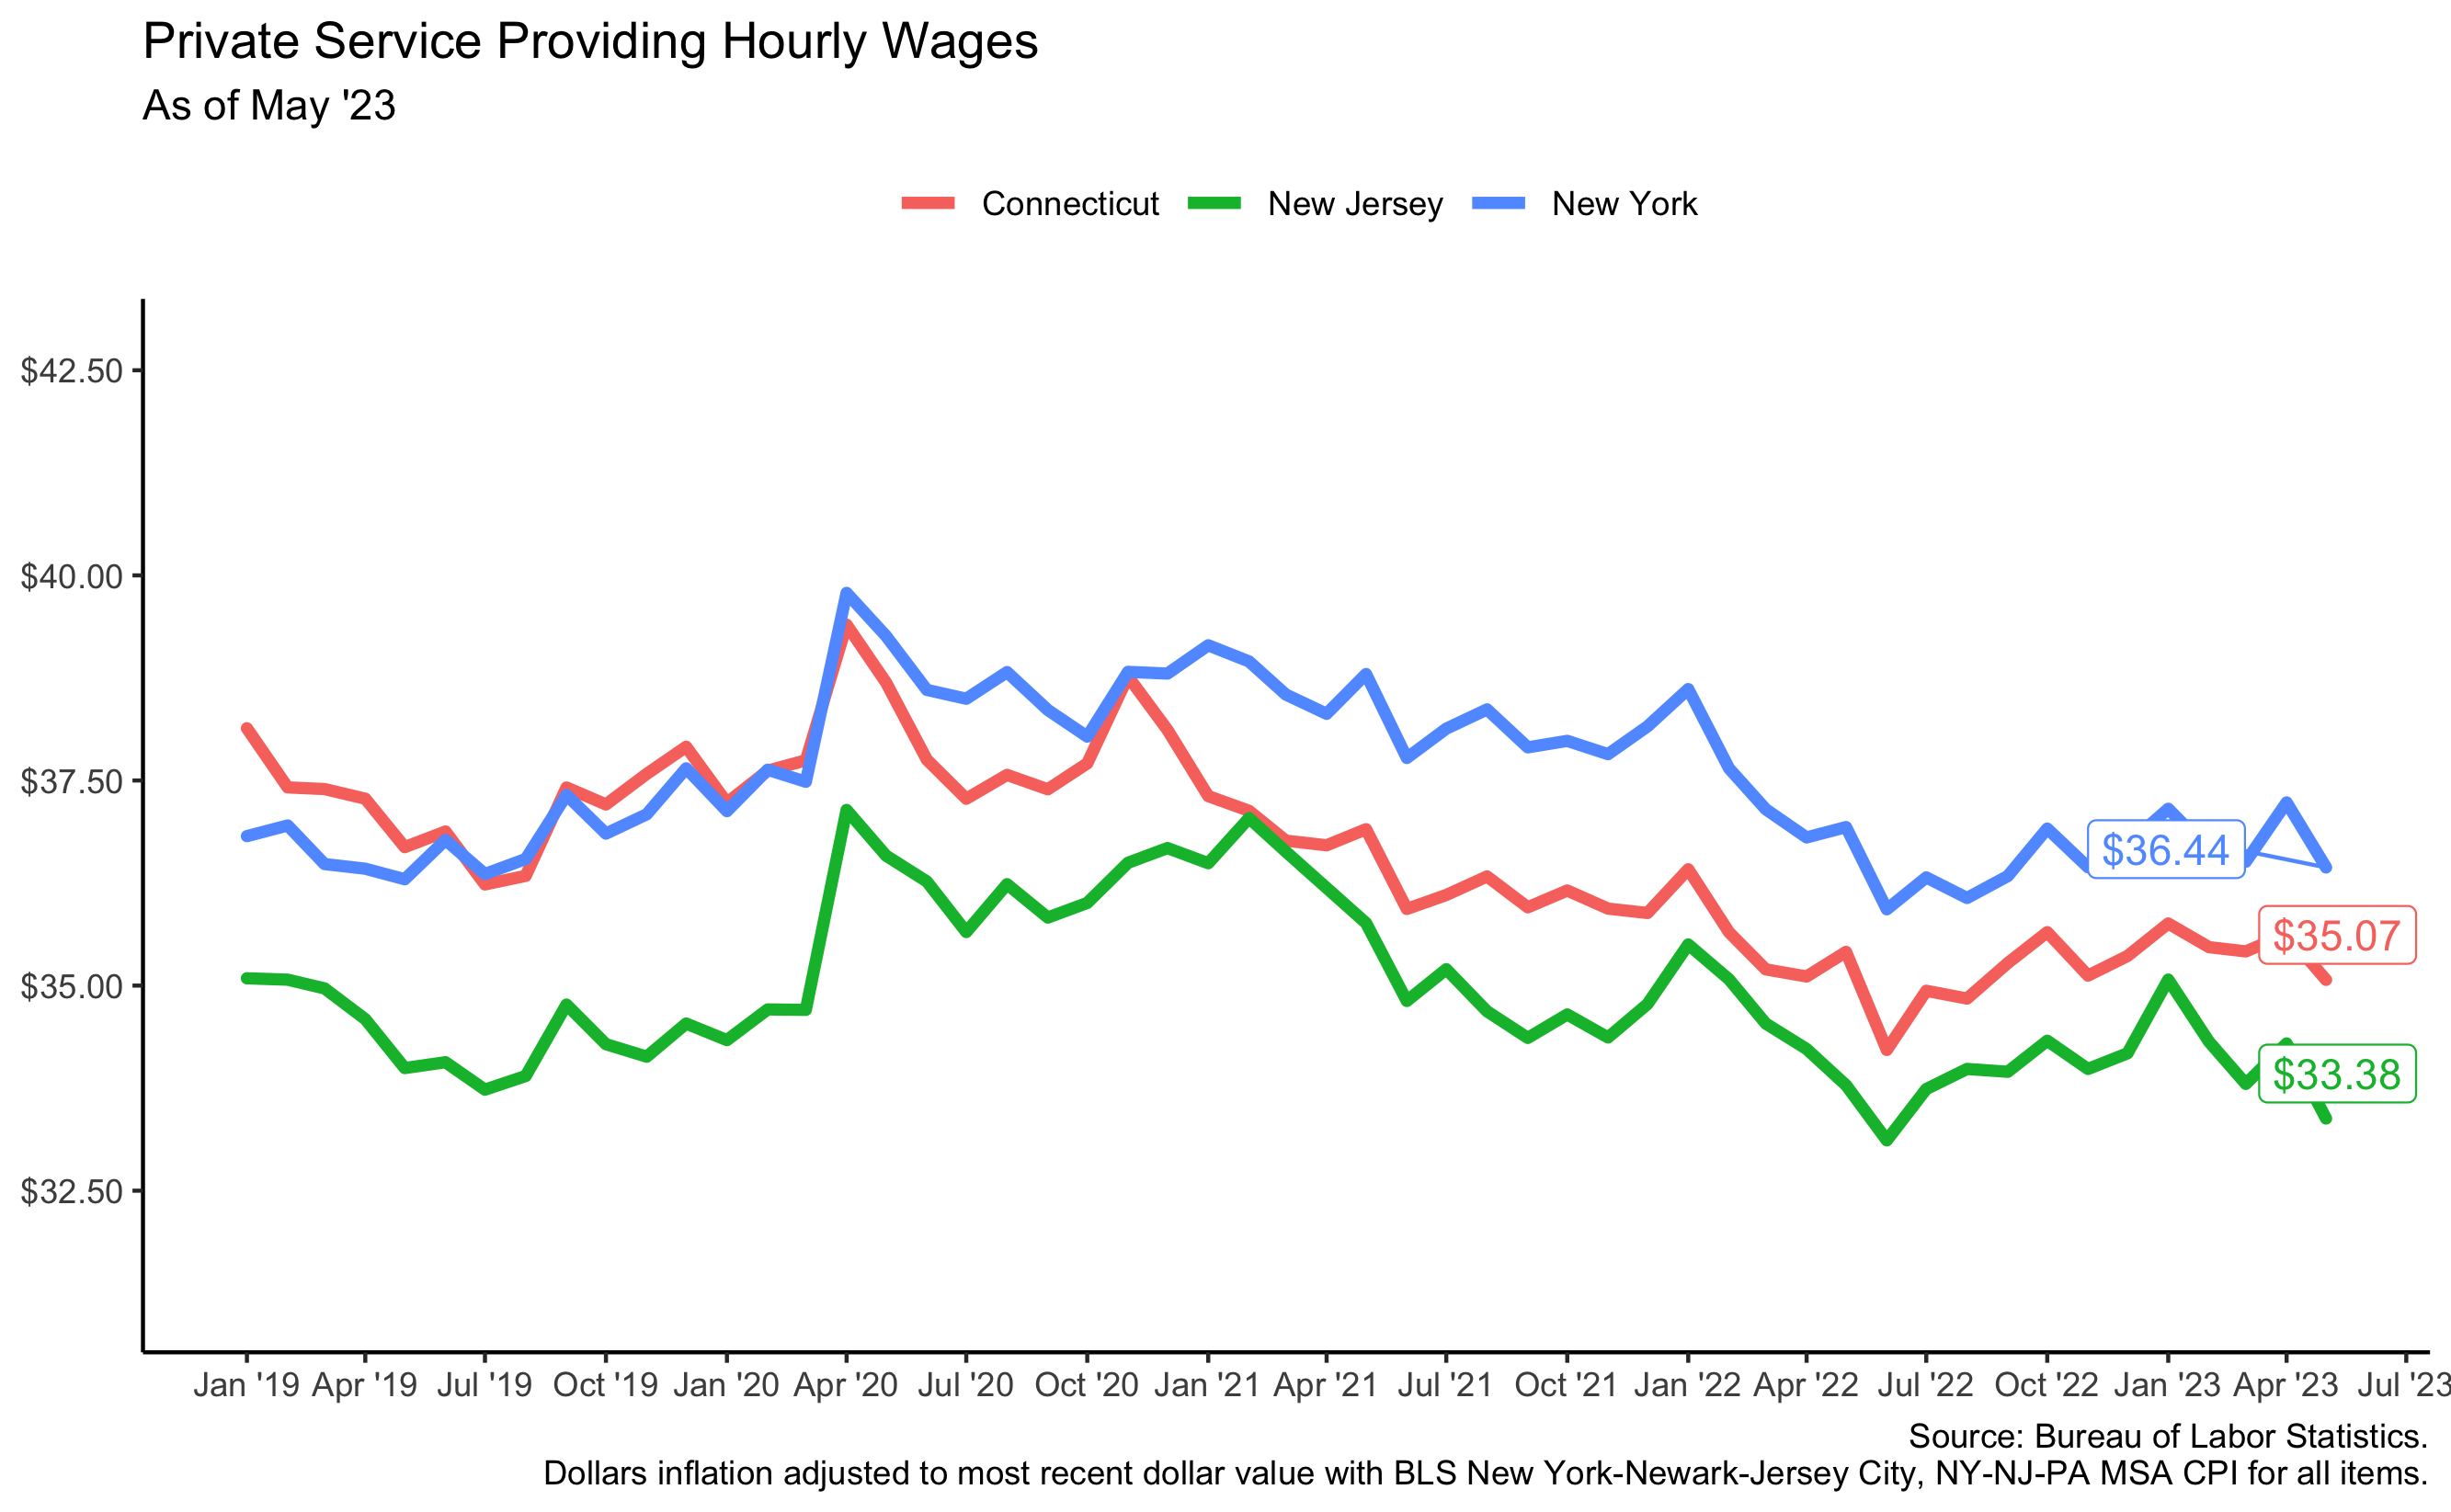 Private Service Providing Hourly Wages
As of May '23
Connecticut New Jersey New York
$42.50
$40.00
$37.50
$35.00
$32.50
$36.44
$35.07
$33.38
Jan '19 Apr '19 Jul '19 Oct '19 Jan '20 Apr '20 Jul '20 Oct '20 Jan '21 Apr '21 Jul '21 Oct '21 Jan '22 Apr '22 Jul '22 Oct '22 Jan '23 Apr '23 Jul '23
Source: Bureau of Labor Statistics.
Dollars inflation adjusted to most recent dollar value with BLS New York-Newark-Jersey City, NY-NJ-PA MSA CPI for all items.